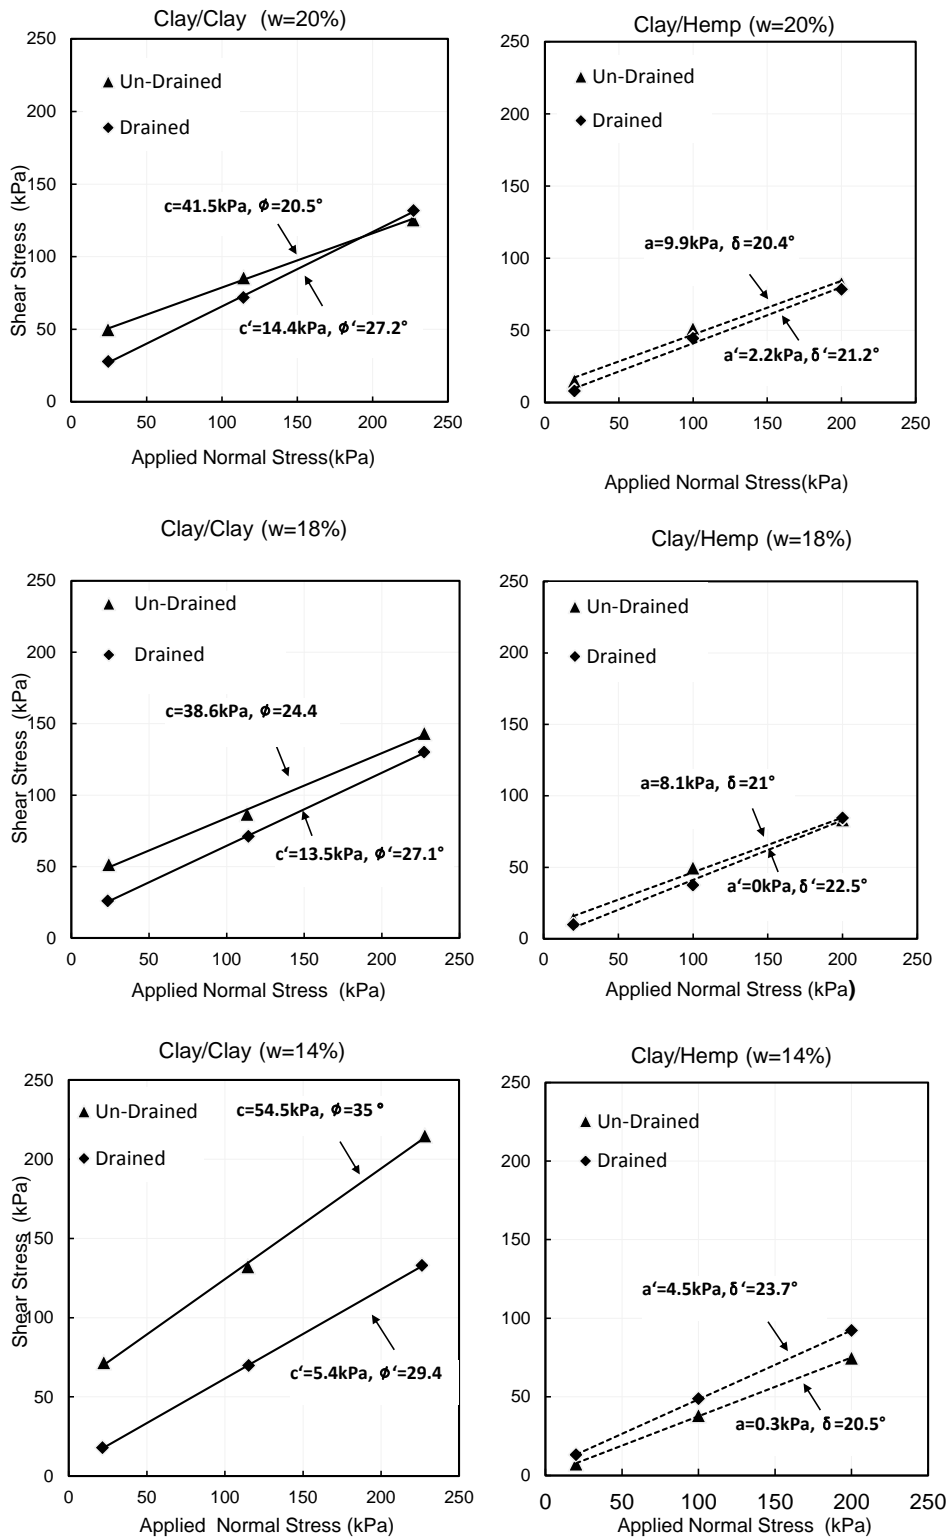 Clay/Clay (w=20%)
250
200
150
100
50
0
Shear Stress (kPa)
Un-Drained
Drained
c=41.5kPa, ϕ=20.5°
c‘=14.4kPa, ϕ‘=27.2°
0 50 100 150 200 250
Applied Normal Stress(kPa)
Clay/Hemp (w=20%)
250
200
150
100
50
0
Un-Drained
Drained
a=9.9kPa, δ=20.4°
a‘=2.2kPa, δ‘=21.2°
0 50 100 150 200 250
Applied Normal Stress(kPa)
Clay/Clay (w=18%)
250
200
150
100
50
0
Shear Stress (kPa)
Un-Drained
Drained
c=38.6kPa, ϕ=24.4
c‘=13.5kPa, ϕ‘=27.1°
0 50 100 150 200 250
Applied Normal Stress (kPa)
Clay/Hemp (w=18%)
250
200
150
100
50
0
Un-Drained
Drained
a=8.1kPa, δ=21°
a‘=0kPa, δ‘=22.5°
0 50 100 150 200 250
Applied Normal Stress (kPa)
Clay/Clay (w=14%)
250
200
150
100
50
0
Shear Stress (kPa)
Un-Drained
Drained
c=54.5kPa, ϕ=35°
c‘=5.4kPa, ϕ‘=29.4
0 50 100 150 200 250
Applied Normal Stress (kPa)
Clay/Hemp (w=14%)
250
200
150
100
50
0
Un-Drained
Drained
a‘=4.5kPa, δ‘=23.7°
a=0.3kPa, δ=20.5°
0 50 100 150 200 250
Applied Normal Stress (kPa)